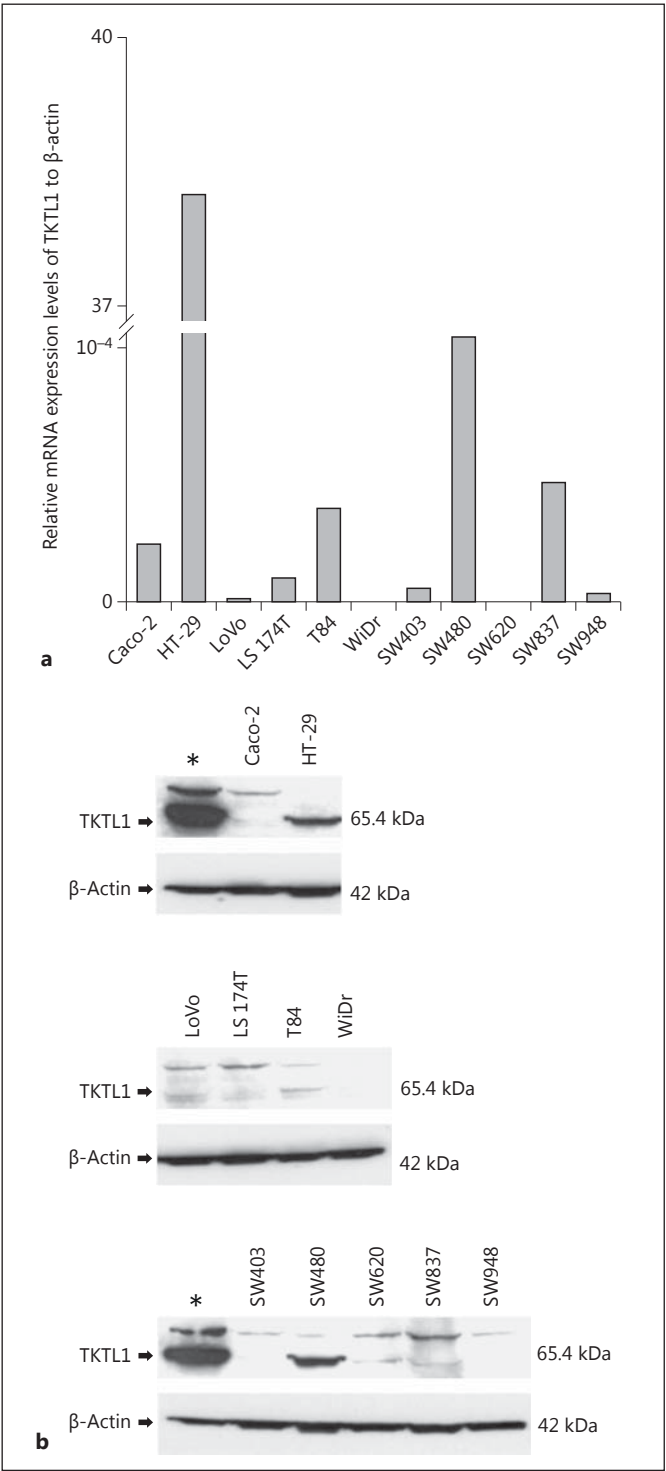 40
37
10⁻⁴
0
Relative mRNA expression levels of TKTL1 to β-actin
Caco-2
HT-29
LoVo
LS 174T
T84
WiDr
SW403
SW480
SW620
SW837
SW948
a
*
Caco-2
HT-29
TKTL1
65.4 kDa
β-Actin
42 kDa
LoVo
LS 174T
T84
WiDr
TKTL1
65.4 kDa
β-Actin
42 kDa
*
SW403
SW480
SW620
SW837
SW948
TKTL1
65.4 kDa
β-Actin
42 kDa
b